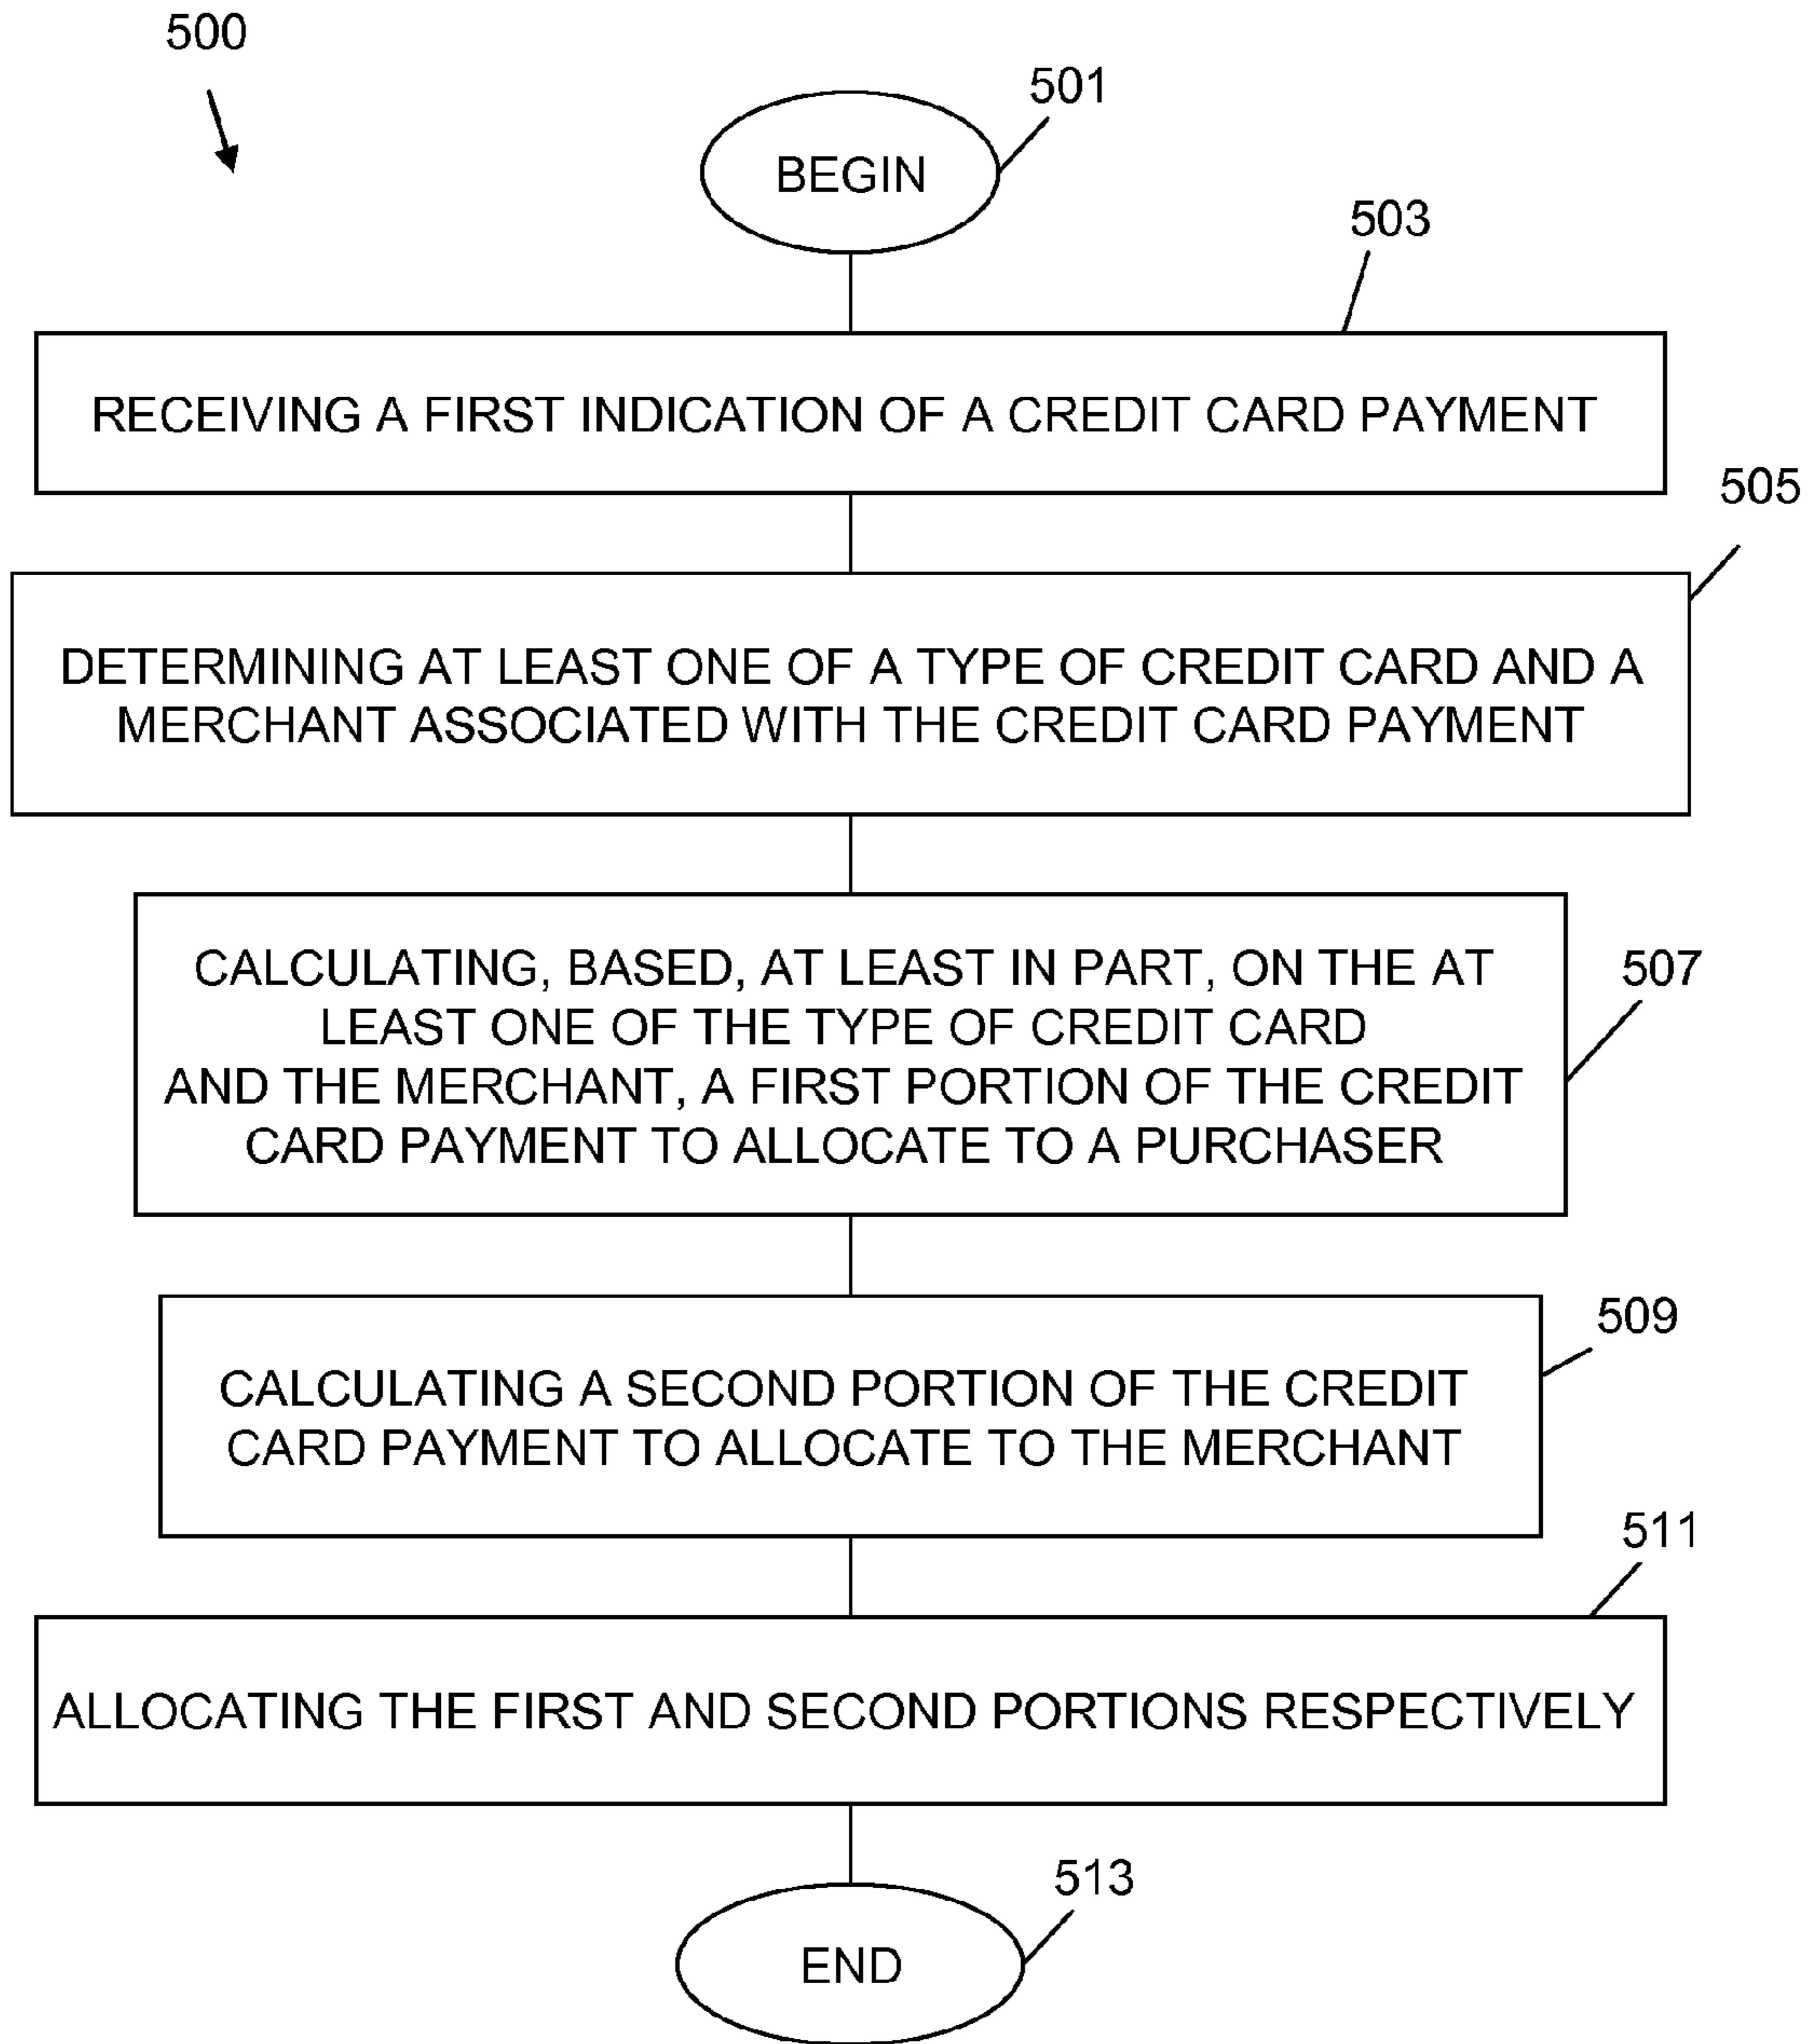 500
501
BEGIN
503
RECEIVING A FIRST INDICATION OF A CREDIT CARD PAYMENT
505
DETERMINING AT LEAST ONE OF A TYPE OF CREDIT CARD AND A
MERCHANT ASSOCIATED WITH THE CREDIT CARD PAYMENT
507
CALCULATING, BASED, AT LEAST IN PART, ON THE AT
LEAST ONE OF THE TYPE OF CREDIT CARD
AND THE MERCHANT, A FIRST PORTION OF THE CREDIT
CARD PAYMENT TO ALLOCATE TO A PURCHASER
509
CALCULATING A SECOND PORTION OF THE CREDIT
CARD PAYMENT TO ALLOCATE TO THE MERCHANT
511
ALLOCATING THE FIRST AND SECOND PORTIONS RESPECTIVELY
513
END